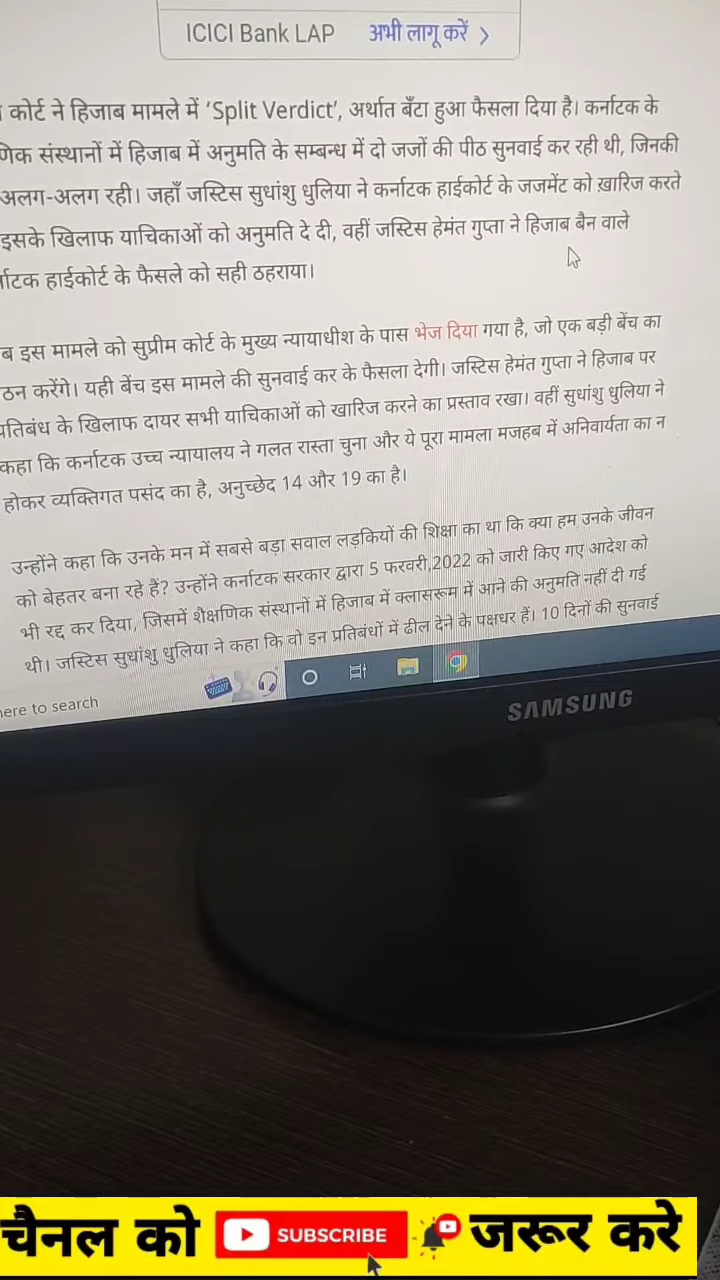 ICICI Bank LAP अभी लागू करें
कोर्ट ने हिजाब मामले में ‘Split Verdict’, अर्थात बँटा हुआ फैसला दिया है। कर्नाटक के
णिक संस्थानों में हिजाब में अनुमति के सम्बन्ध में दो जजों की पीठ सुनवाई कर रही थी, जिनकी
अलग-अलग रही। जहाँ जस्टिस सुधांशु धुलिया ने कर्नाटक हाईकोर्ट के जजमेंट को ख़ारिज करते
इसके खिलाफ याचिकाओं को अनुमति दे दी, वहीं जस्टिस हेमंत गुप्ता ने हिजाब बैन वाले
र्नाटक हाईकोर्ट के फैसले को सही ठहराया।
ब इस मामले को सुप्रीम कोर्ट के मुख्य न्यायाधीश के पास भेज दिया गया है, जो एक बड़ी बेंच का
ठन करेंगे। यही बेंच इस मामले की सुनवाई कर के फैसला देगी। जस्टिस हेमंत गुप्ता ने हिजाब पर
प्रतिबंध के खिलाफ दायर सभी याचिकाओं को खारिज करने का प्रस्ताव रखा। वहीं सुधांशु धुलिया ने
कहा कि कर्नाटक उच्च न्यायालय ने गलत रास्ता चुना और ये पूरा मामला मजहब में अनिवार्यता का न
होकर व्यक्तिगत पसंद का है, अनुच्छेद 14 और 19 का है।
उन्होंने कहा कि उनके मन में सबसे बड़ा सवाल लड़कियों की शिक्षा का था कि क्या हम उनके जीवन
को बेहतर बना रहे हैं? उन्होंने कर्नाटक सरकार द्वारा 5 फरवरी,2022 को जारी किए गए आदेश को
भी रद्द कर दिया, जिसमें शैक्षणिक संस्थानों में हिजाब में क्लासरूम में आने की अनुमति नहीं दी गई
थी। जस्टिस सुधांशु धुलिया ने कहा कि वो इन प्रतिबंधों में ढील देने के पक्षधर हैं। 10 दिनों की सुनवाई
here to search
SAMSUNG
चैनल को SUBSCRIBE जरूर करे